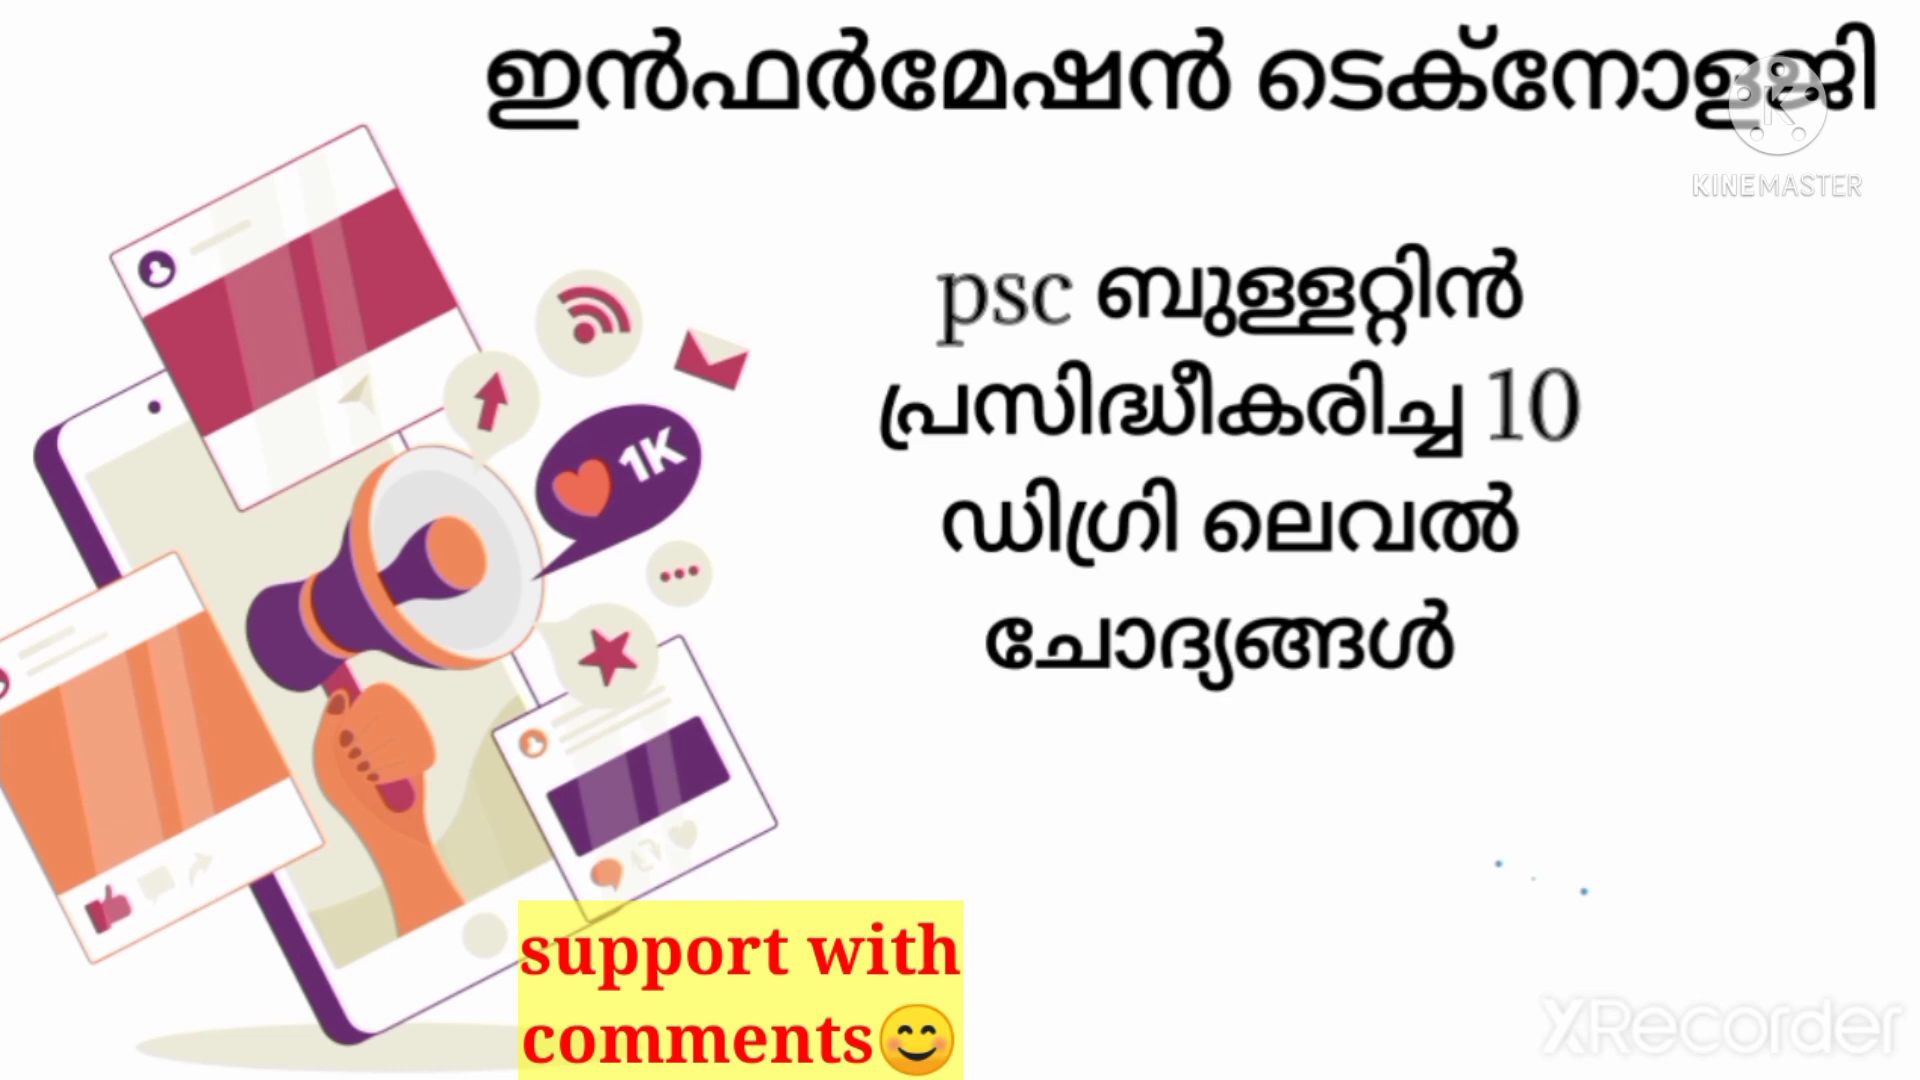 ഇൻഫർമേഷൻ ടെക്നോളജി
KINEMASTER
psc ബുള്ളറ്റിൻ
പ്രസിദ്ധീകരിച്ച 10
ഡിഗ്രി ലെവൽ
ചോദ്യങ്ങൾ
1K
support with
comments😊
XRecorder